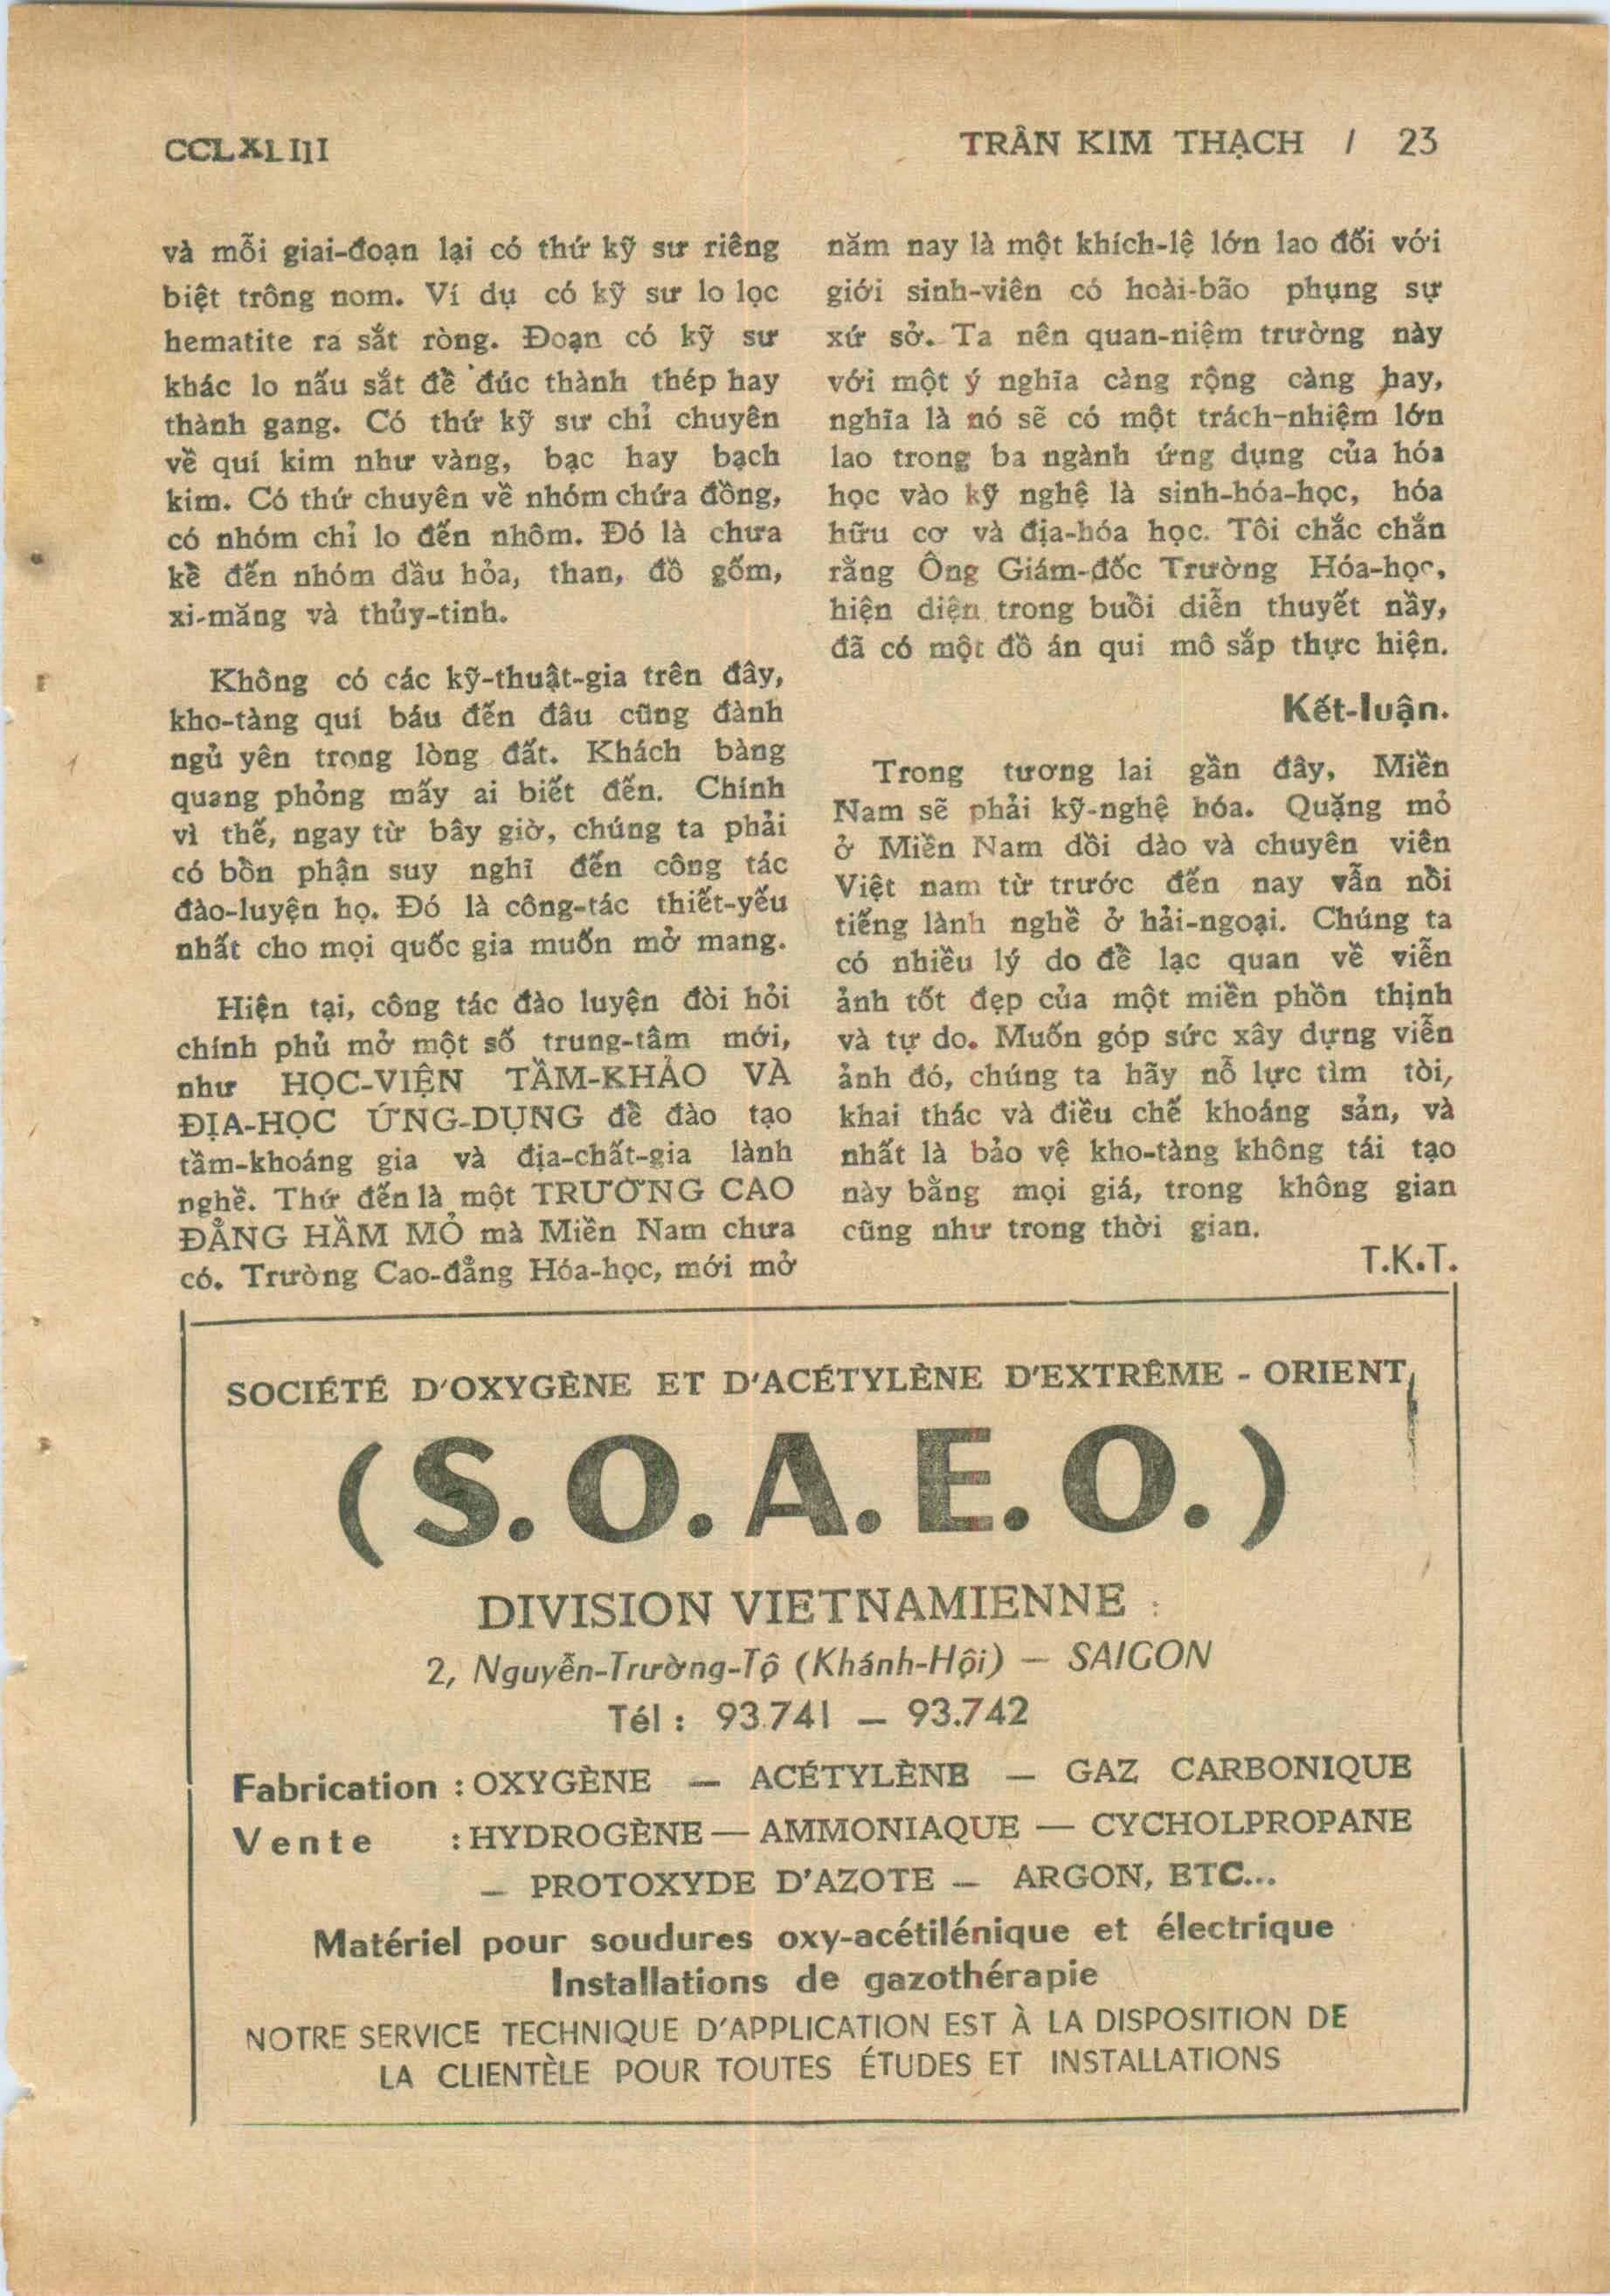 CCLXLIII
TRẦN KIM THẠCH / 23
và mỗi giai-đoạn lại có thứ kỹ sư riêng
biệt trông nom. Ví dụ có kỹ sư lo lọc
hematite ra sắt ròng. Đoạn có kỹ sư
khác lo nấu sắt để đúc thành thép hay
thành gang. Có thứ kỹ sư chỉ chuyên
về quí kim như vàng, bạc hay bạch
kim. Có thứ chuyên về nhóm chứa đồng,
có nhóm chỉ lo đến nhôm. Đó là chưa
kể đến nhóm dầu hỏa, than, đồ gốm,
xi-măng và thủy-tinh.
Không có các kỹ-thuật-gia trên đây,
kho-tàng quí báu đến đâu cũng đành
ngủ yên trong lòng đất. Khách bàng
quang phỏng mấy ai biết đến. Chính
vì thế, ngay từ bây giờ, chúng ta phải
có bổn phận suy nghĩ đến công tác
đào-luyện họ. Đó là công-tác thiết-yếu
nhất cho mọi quốc gia muốn mở mang.
Hiện tại, công tác đào luyện đòi hỏi
chính phủ mở một số trung-tâm mới,
như HỌC-VIỆN TẦM-KHẢO VÀ
ĐỊA-HỌC ỨNG-DỤNG để đào tạo
tầm-khoáng gia và địa-chất-gia lành
nghề. Thứ đến là một TRƯỜNG CAO
ĐẲNG HẦM MỎ mà Miền Nam chưa
có. Trường Cao-đẳng Hóa-học, mới mở
năm nay là một khích-lệ lớn lao đối với
giới sinh-viên có hoài-bão phụng sự
xứ sở. Ta nên quan-niệm trường này
với một ý nghĩa càng rộng càng hay,
nghĩa là nó sẽ có một trách-nhiệm lớn
lao trong ba ngành ứng dụng của hóa
học vào kỹ nghệ là sinh-hóa-học, hóa
hữu cơ và địa-hóa học. Tôi chắc chắn
rằng Ông Giám-đốc Trường Hóa-học,
hiện diện trong buổi diễn thuyết nầy,
đã có một đồ án qui mô sắp thực hiện.
Kết-luận.
Trong tương lai gần đây, Miền
Nam sẽ phải kỹ-nghệ hóa. Quặng mỏ
ở Miền Nam dồi dào và chuyên viên
Việt nam từ trước đến nay vẫn nổi
tiếng lành nghề ở hải-ngoại. Chúng ta
có nhiều lý do để lạc quan về viễn
ảnh tốt đẹp của một miền phồn thịnh
và tự do. Muốn góp sức xây dựng viễn
ảnh đó, chúng ta hãy nỗ lực tìm tòi,
khai thác và điều chế khoáng sản, và
nhất là bảo vệ kho-tàng không tái tạo
này bằng mọi giá, trong không gian
cũng như trong thời gian.
T.K.T.
SOCIÉTÉ D'OXYGÈNE ET D'ACÉTYLÈNE D'EXTRÊME - ORIENT
(S.O.A.E.O.)
DIVISION VIETNAMIENNE :
2, Nguyễn-Trường-Tộ (Khánh-Hội) — SAIGON
Tél : 93.741 — 93.742
Fabrication : OXYGÈNE — ACÉTYLÈNE — GAZ CARBONIQUE
Vente : HYDROGÈNE — AMMONIAQUE — CYCHOLPROPANE
— PROTOXYDE D'AZOTE — ARGON, ETC...
Matériel pour soudures oxy-acétilénique et électrique
Installations de gazothérapie
NOTRE SERVICE TECHNIQUE D'APPLICATION EST À LA DISPOSITION DE
LA CLIENTÈLE POUR TOUTES ÉTUDES ET INSTALLATIONS